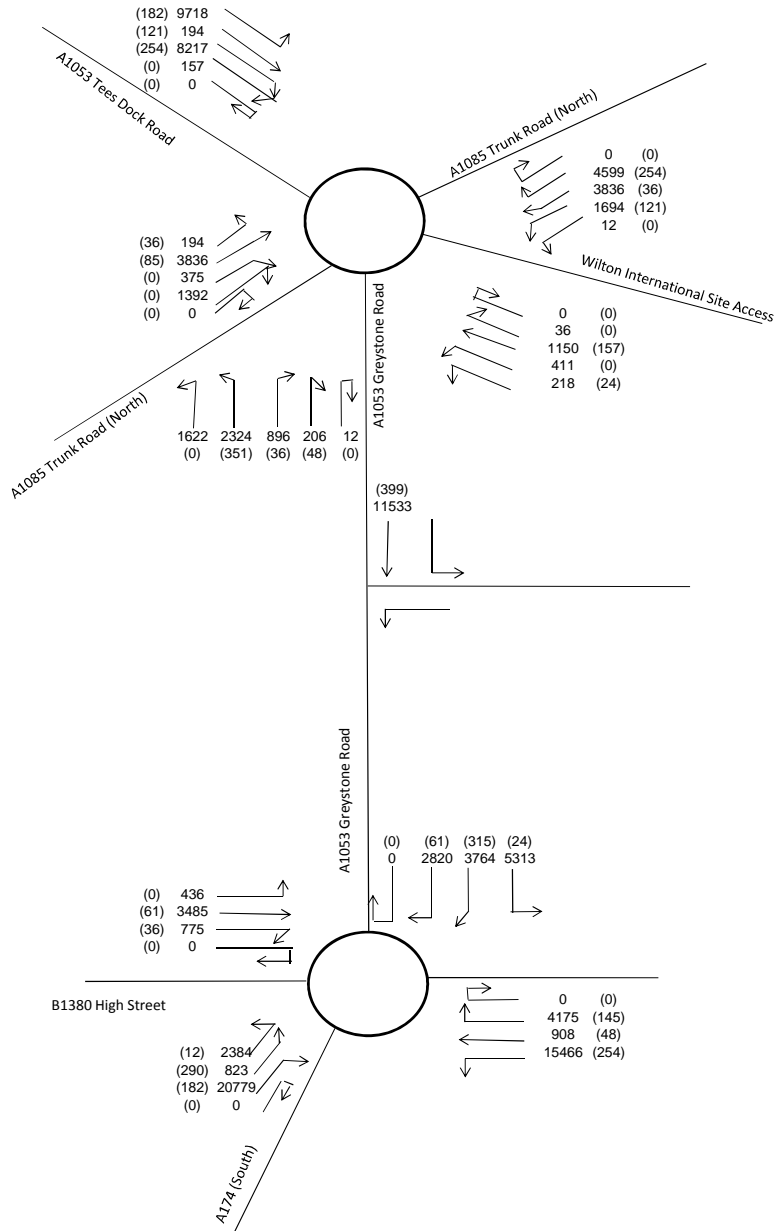 (182) 9718
(121) 194
(254) 8217
(0) 157
(0) 0
A1053 Tees Dock Road
A1085 Trunk Road (North)
0 (0)
4599 (254)
3836 (36)
1694 (121)
12 (0)
Wilton International Site Access
(36) 194
(85) 3836
(0) 375
(0) 1392
(0) 0
0 (0)
36 (0)
1150 (157)
411 (0)
218 (24)
A1053 Greystone Road
A1085 Trunk Road (North)
1622 2324 896 206 12
(0) (351) (36) (48) (0)
(399)
11533
A1053 Greystone Road
(0) (61) (315) (24)
0 2820 3764 5313
(0) 436
(61) 3485
(36) 775
(0) 0
B1380 High Street
0 (0)
4175 (145)
908 (48)
15466 (254)
(12) 2384
(290) 823
(182) 20779
(0) 0
A174 (South)